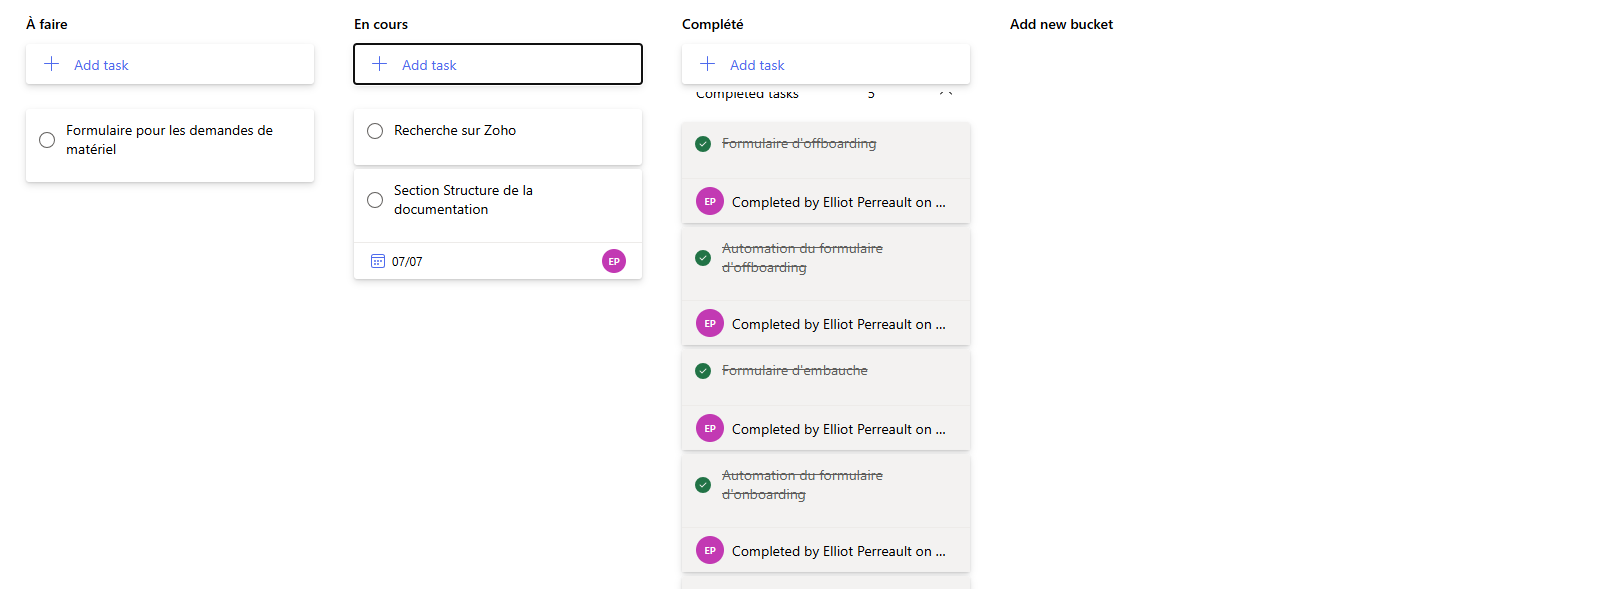 À faire
Add task
Formulaire pour les demandes de
matériel
En cours
Add task
Recherche sur Zoho
Section Structure de la
documentation
07/07
EP
Complété
Add task
Completed tasks 5
Formulaire d'offboarding
EP Completed by Elliot Perreault on ...
Automation du formulaire
d'offboarding
EP Completed by Elliot Perreault on ...
Formulaire d'embauche
EP Completed by Elliot Perreault on ...
Automation du formulaire
d'onboarding
EP Completed by Elliot Perreault on ...
Add new bucket